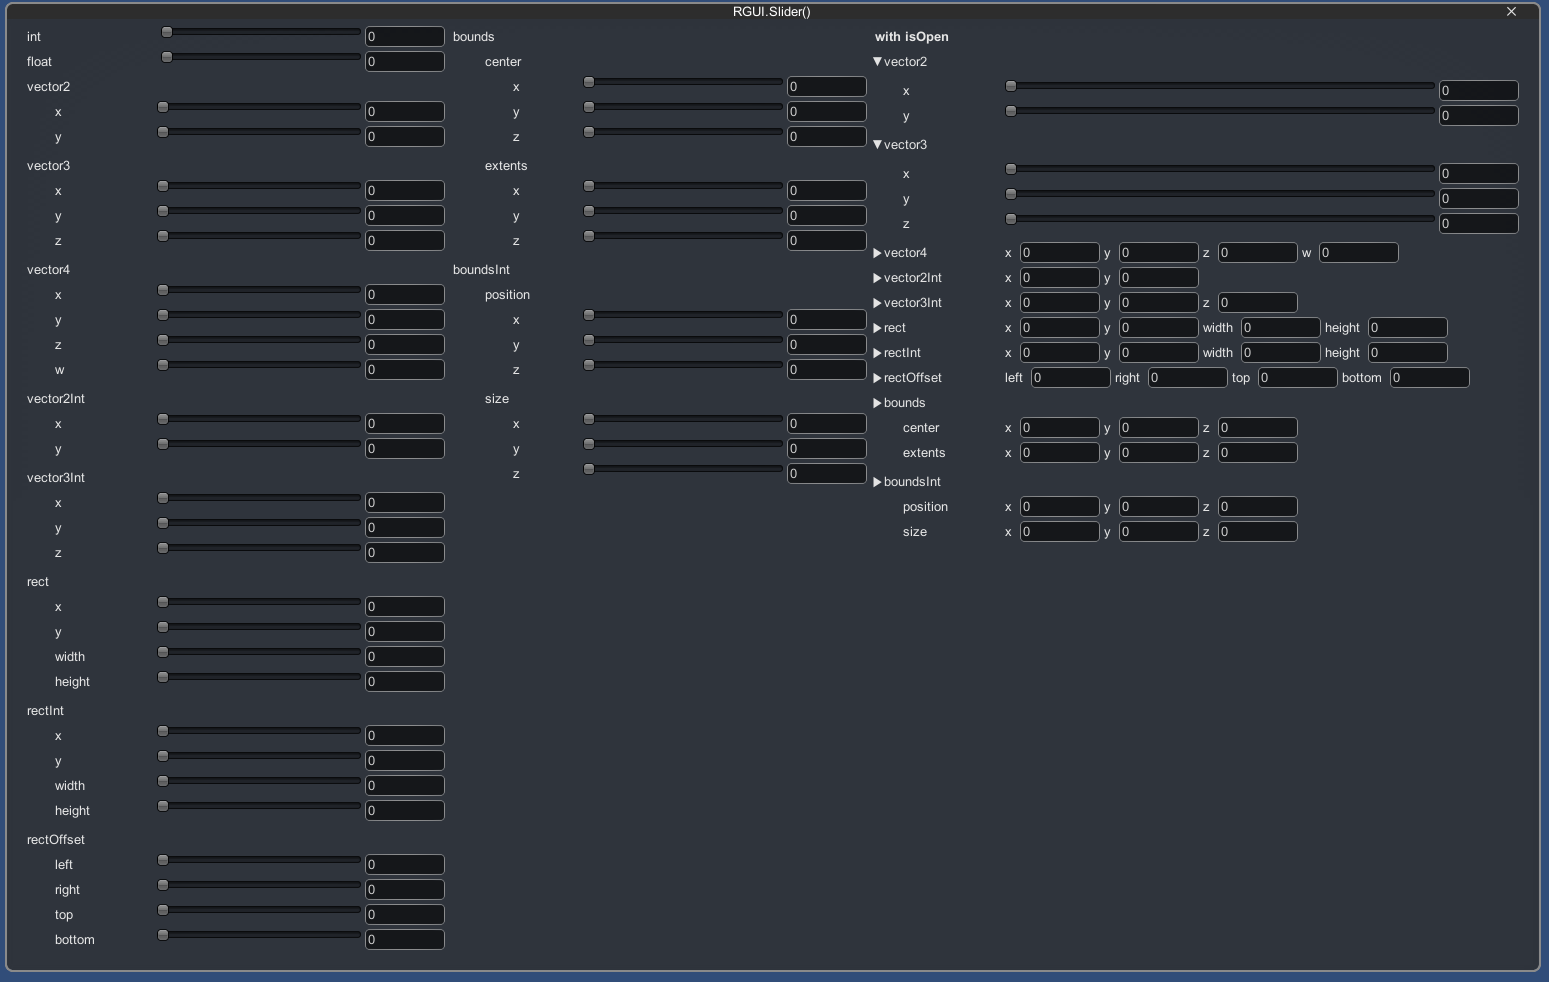 RGUI.Slider()
int 0
float 0
vector2
x 0
y 0
vector3
x 0
y 0
z 0
vector4
x 0
y 0
z 0
w 0
vector2Int
x 0
y 0
vector3Int
x 0
y 0
z 0
rect
x 0
y 0
width 0
height 0
rectInt
x 0
y 0
width 0
height 0
rectOffset
left 0
right 0
top 0
bottom 0
bounds
center
x 0
y 0
z 0
extents
x 0
y 0
z 0
boundsInt
position
x 0
y 0
z 0
size
x 0
y 0
z 0
with isOpen
vector2
x 0
y 0
vector3
x 0
y 0
z 0
vector4 x 0 y 0 z 0 w 0
vector2Int x 0 y 0
vector3Int x 0 y 0 z 0
rect x 0 y 0 width 0 height 0
rectInt x 0 y 0 width 0 height 0
rectOffset left 0 right 0 top 0 bottom 0
bounds
center x 0 y 0 z 0
extents x 0 y 0 z 0
boundsInt
position x 0 y 0 z 0
size x 0 y 0 z 0